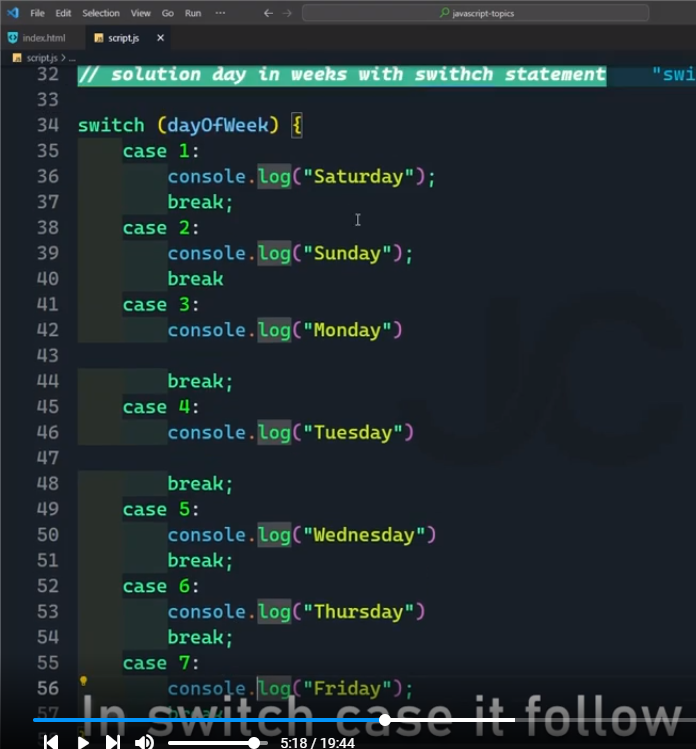 File Edit Selection View Go Run ··· ← → javascript-topics
index.html script.js ×
script.js > ...
32 // solution day in weeks with swithch statement "swi
33
34 switch (dayOfWeek) {
35 case 1:
36 console.log("Saturday");
37 break;
38 case 2:
39 console.log("Sunday");
40 break
41 case 3:
42 console.log("Monday")
43
44 break;
45 case 4:
46 console.log("Tuesday")
47
48 break;
49 case 5:
50 console.log("Wednesday")
51 break;
52 case 6:
53 console.log("Thursday")
54 break;
55 case 7:
56 console.log("Friday");
57 break
In switch case it follow
5:18 / 19:44
JC